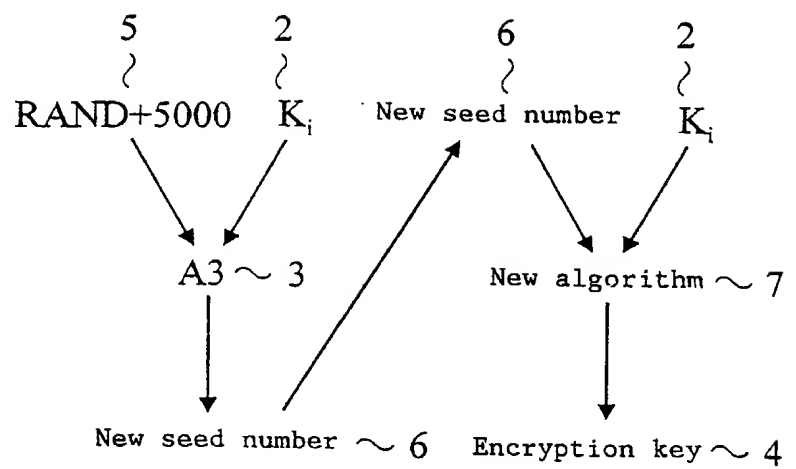 5 2 6 2
RAND+5000 Ki New seed number Ki
A3 ~ 3 New algorithm ~ 7
New seed number ~ 6 Encryption key ~ 4